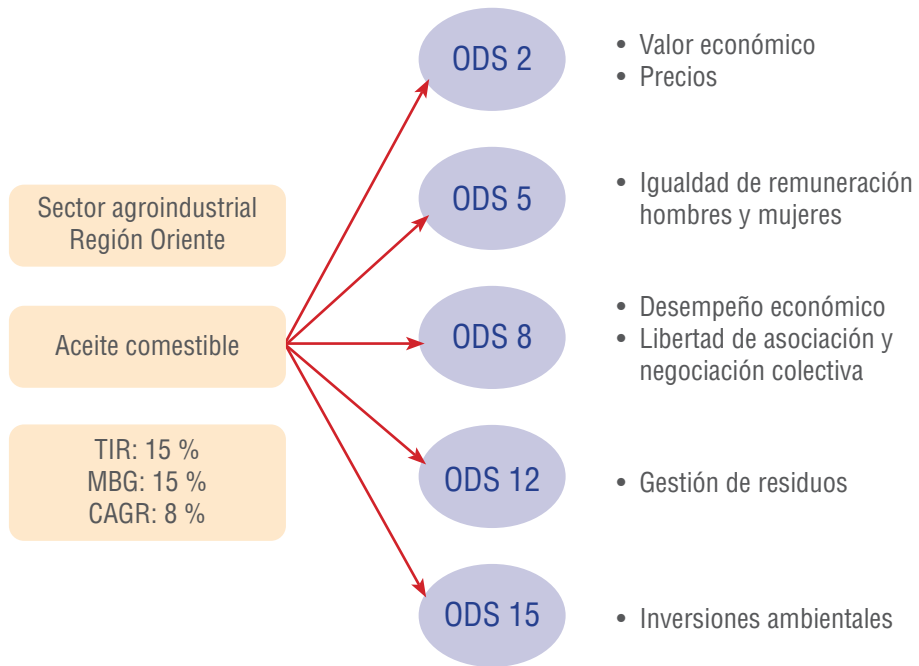 Sector agroindustrial
Región Oriente
Aceite comestible
TIR: 15 %
MBG: 15 %
CAGR: 8 %
ODS 2
• Valor económico
• Precios
ODS 5
• Igualdad de remuneración
hombres y mujeres
ODS 8
• Desempeño económico
• Libertad de asociación y
negociación colectiva
ODS 12
• Gestión de residuos
ODS 15
• Inversiones ambientales